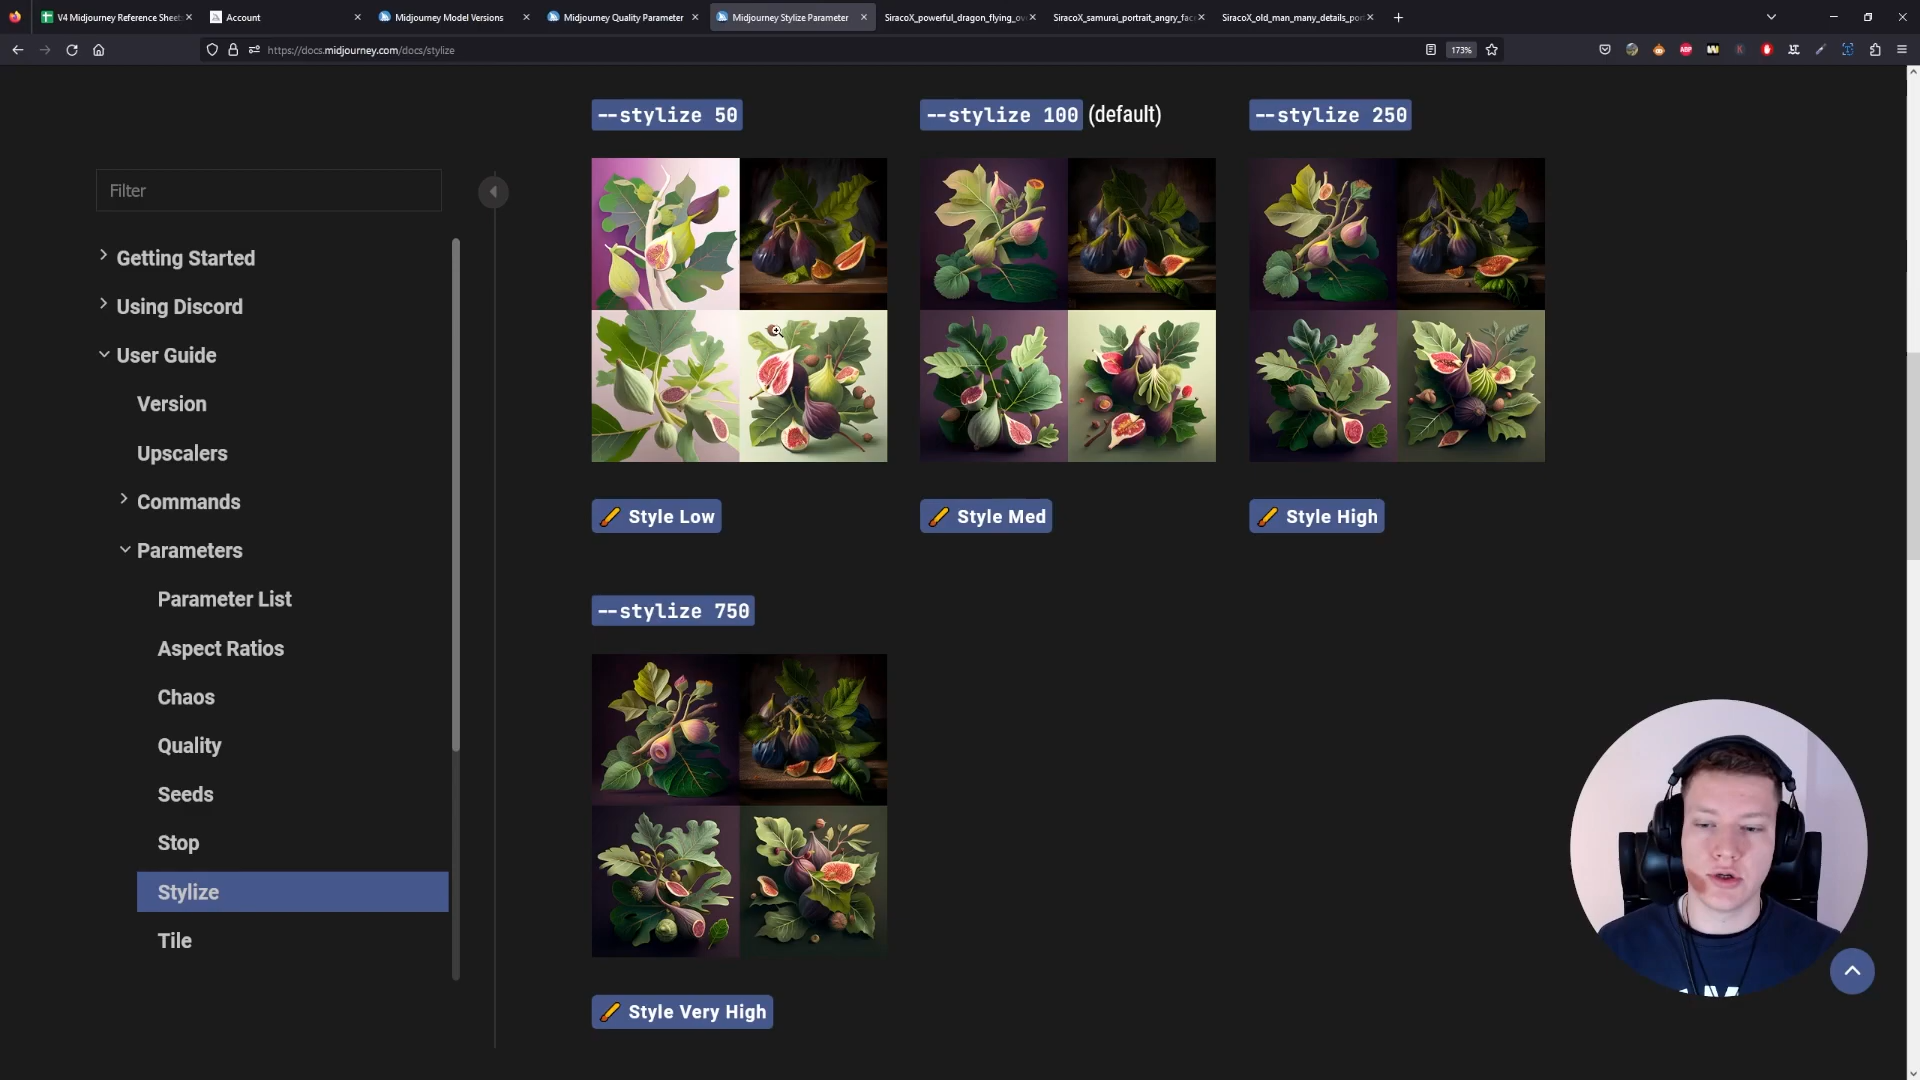 V4 Midjourney Reference Sheet:
Account
Midjourney Model Versions
Midjourney Quality Parameter
Midjourney Stylize Parameter
SiracoX_powerful_dragon_flying_ov
SiracoX_samurai_portrait_angry_fac
SiracoX_old_man_many_details_por
https://docs.midjourney.com/docs/stylize
173%
Filter
Getting Started
Using Discord
User Guide
Version
Upscalers
Commands
Parameters
Parameter List
Aspect Ratios
Chaos
Quality
Seeds
Stop
Stylize
Tile
--stylize 50
--stylize 100 (default)
--stylize 250
Style Low
Style Med
Style High
--stylize 750
Style Very High